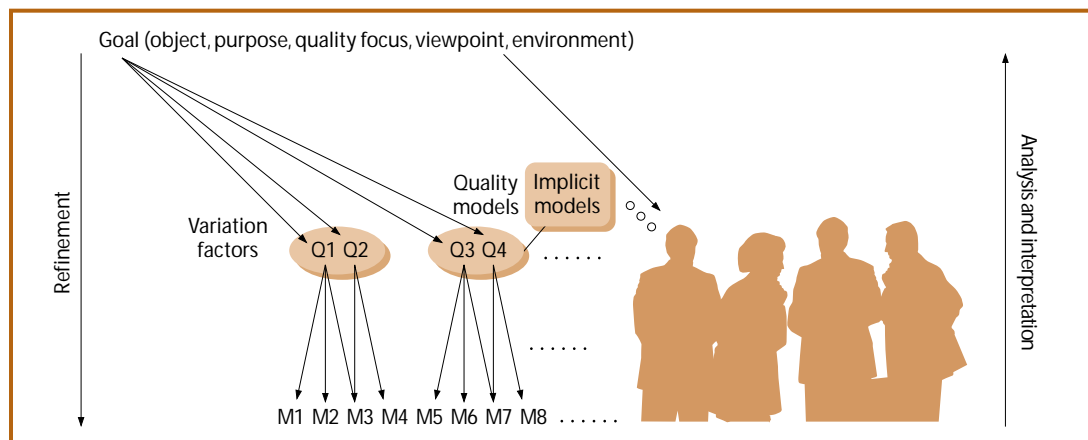 Goal (object, purpose, quality focus, viewpoint, environment)
Refinement
Analysis and interpretation
Quality
models
Implicit
models
Variation
factors
Q1 Q2
Q3 Q4
......
......
M1 M2 M3 M4 M5 M6 M7 M8 ......